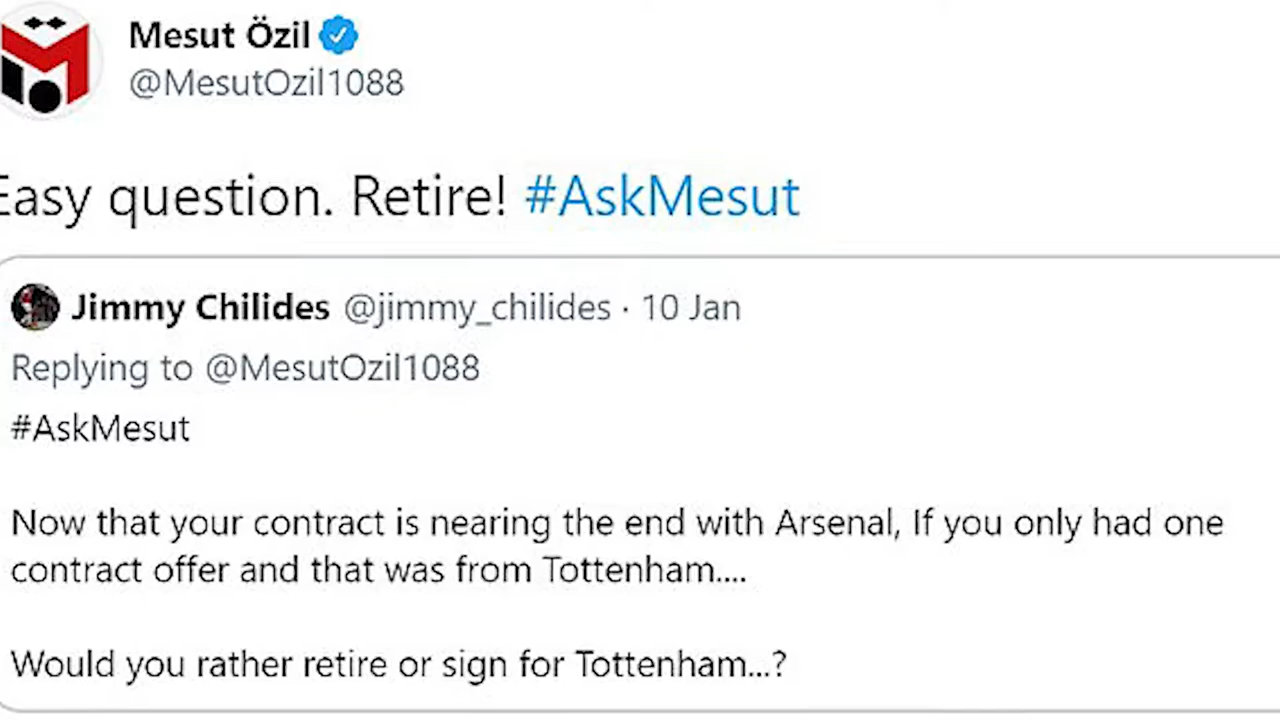 Mesut Özil
@MesutOzil1088
Easy question. Retire! #AskMesut
Jimmy Chilides @jimmy_chilides · 10 Jan
Replying to @MesutOzil1088
#AskMesut
Now that your contract is nearing the end with Arsenal, If you only had one
contract offer and that was from Tottenham....
Would you rather retire or sign for Tottenham...?